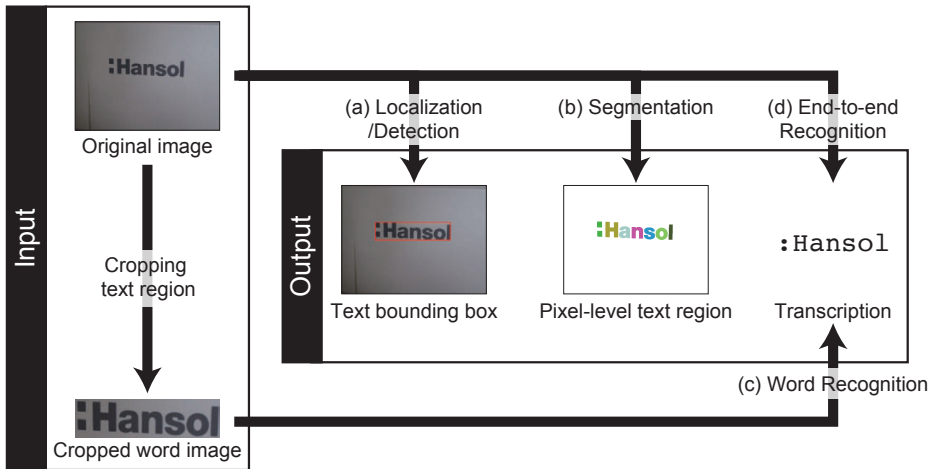 Input
:Hansol
Original image
Cropping
text region
:Hansol
Cropped word image
(a) Localization
/Detection
(b) Segmentation
(d) End-to-end
Recognition
Output
:Hansol
Text bounding box
:Hansol
Pixel-level text region
:Hansol
Transcription
(c) Word Recognition